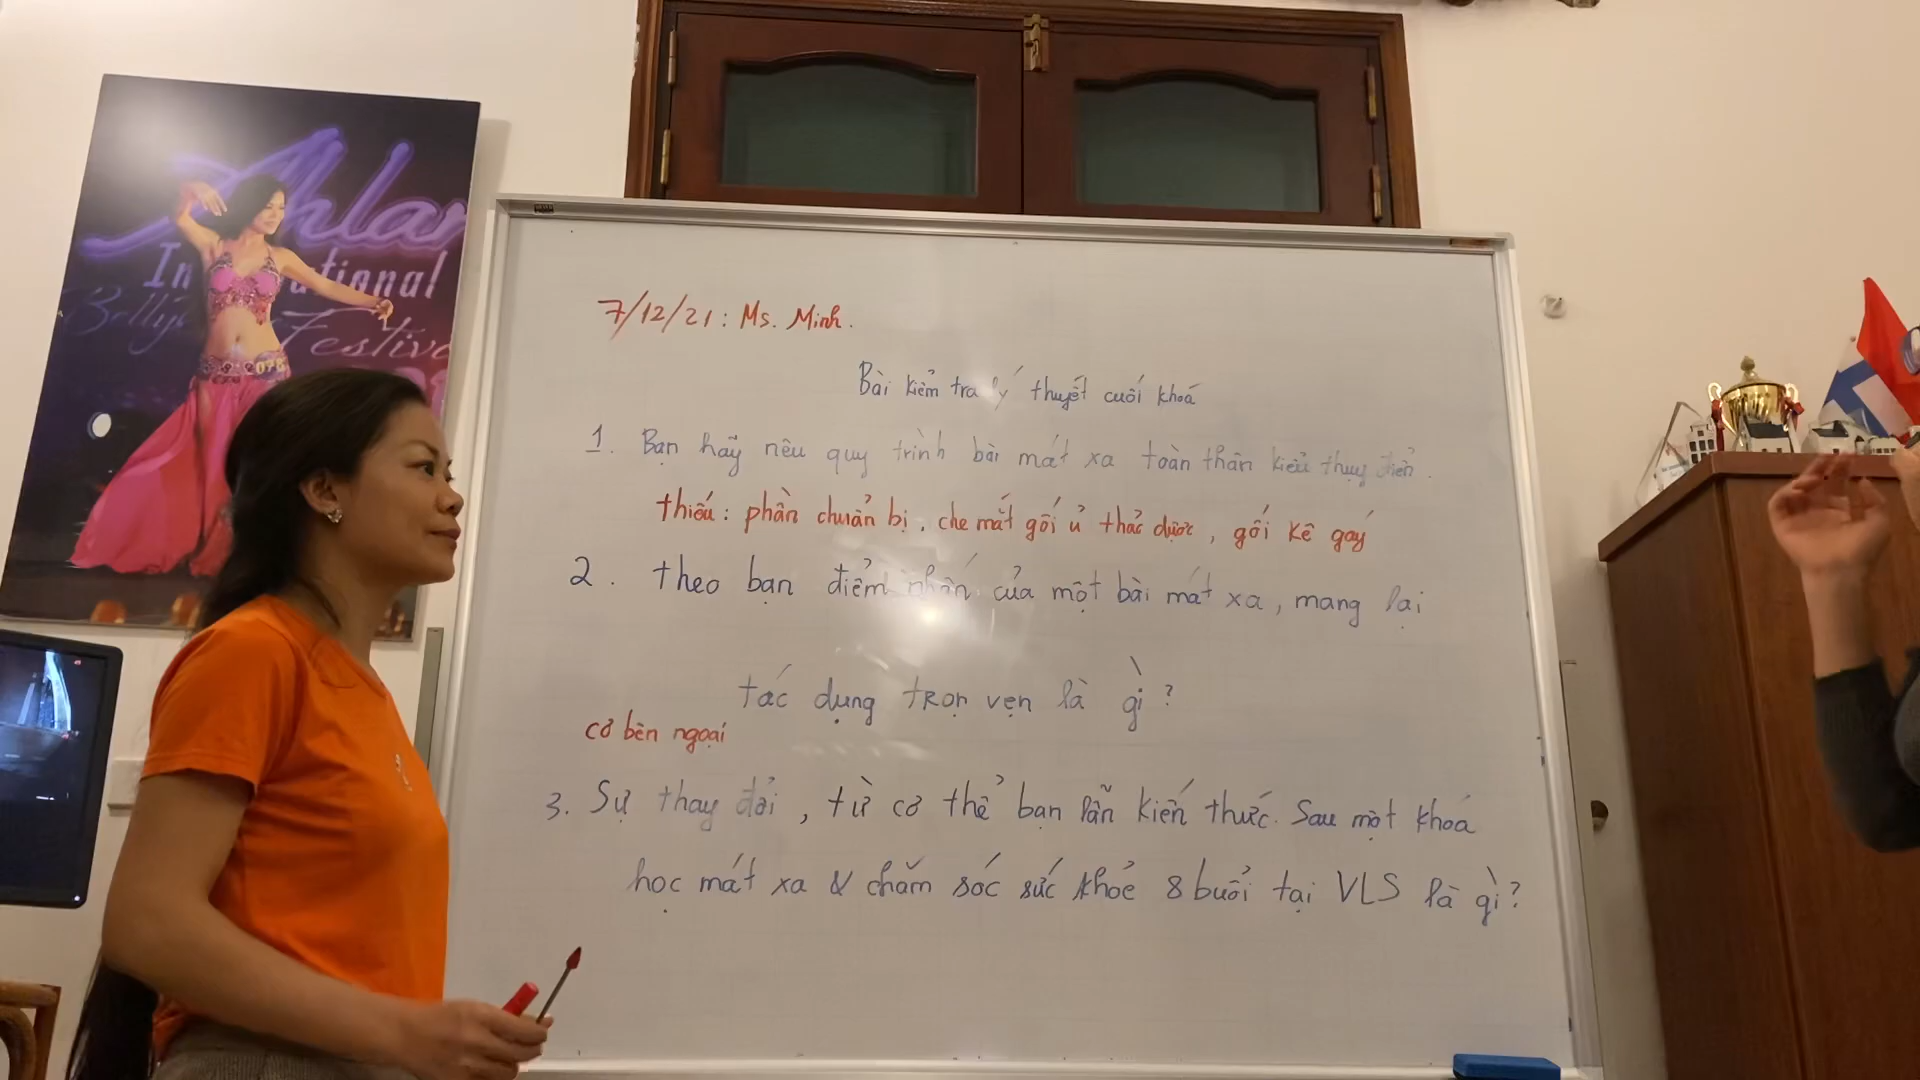 Ahlan
International
Bellydance Festival
078
7/12/21: Ms. Minh.
Bài kiểm tra lý thuyết cuối khoá
1. Bạn hãy nêu quy trình bài mát xa toàn thân kiểu thụy điển.
thiếu: phần chuẩn bị, che mắt gối ủ thảo dược, gối kê gáy
2. theo bạn điểm nhấn của một bài mát xa, mang lại
tác dụng trọn vẹn là gì?
cơ bên ngoài
3. Sự thay đổi, từ cơ thể bạn lẫn kiến thức. Sau một khoá
học mát xa & chăm sóc sức khoẻ 8 buổi tại VLS là gì?